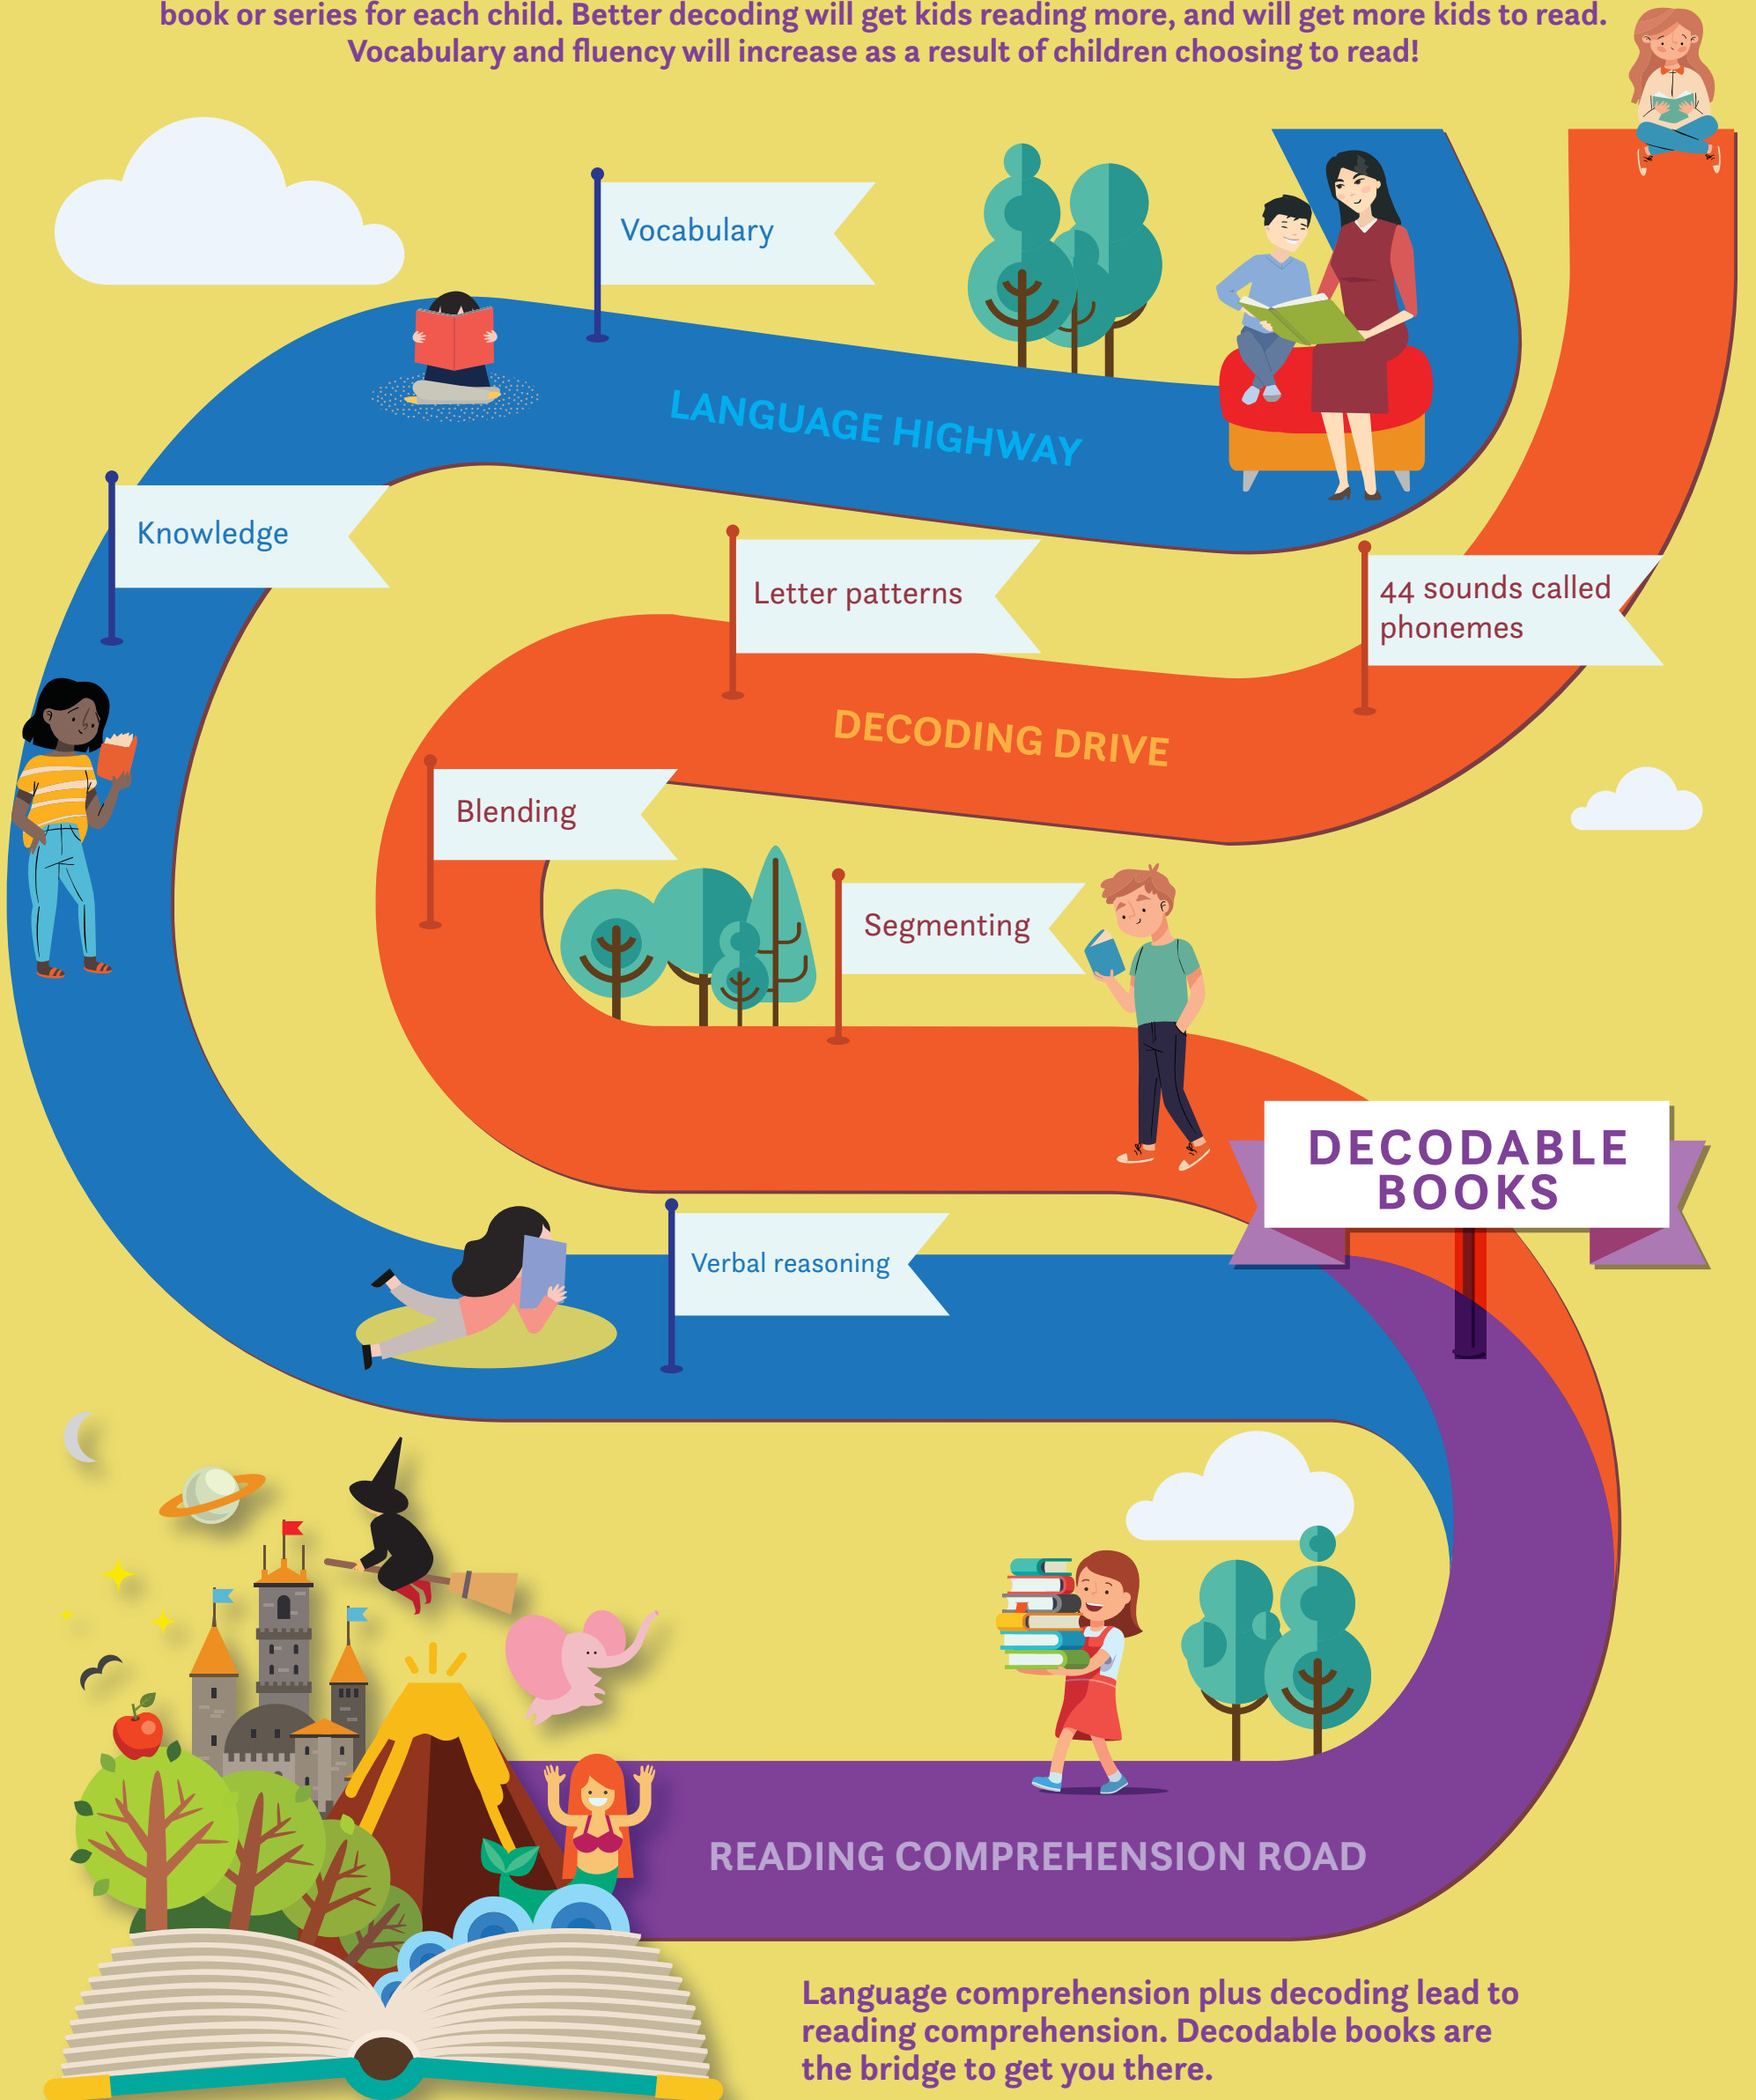 book or series for each child. Better decoding will get kids reading more, and will get more kids to read.
Vocabulary and fluency will increase as a result of children choosing to read!
Vocabulary
LANGUAGE HIGHWAY
Knowledge
Letter patterns
44 sounds called
phonemes
DECODING DRIVE
Blending
Segmenting
DECODABLE
BOOKS
Verbal reasoning
READING COMPREHENSION ROAD
Language comprehension plus decoding lead to
reading comprehension. Decodable books are
the bridge to get you there.